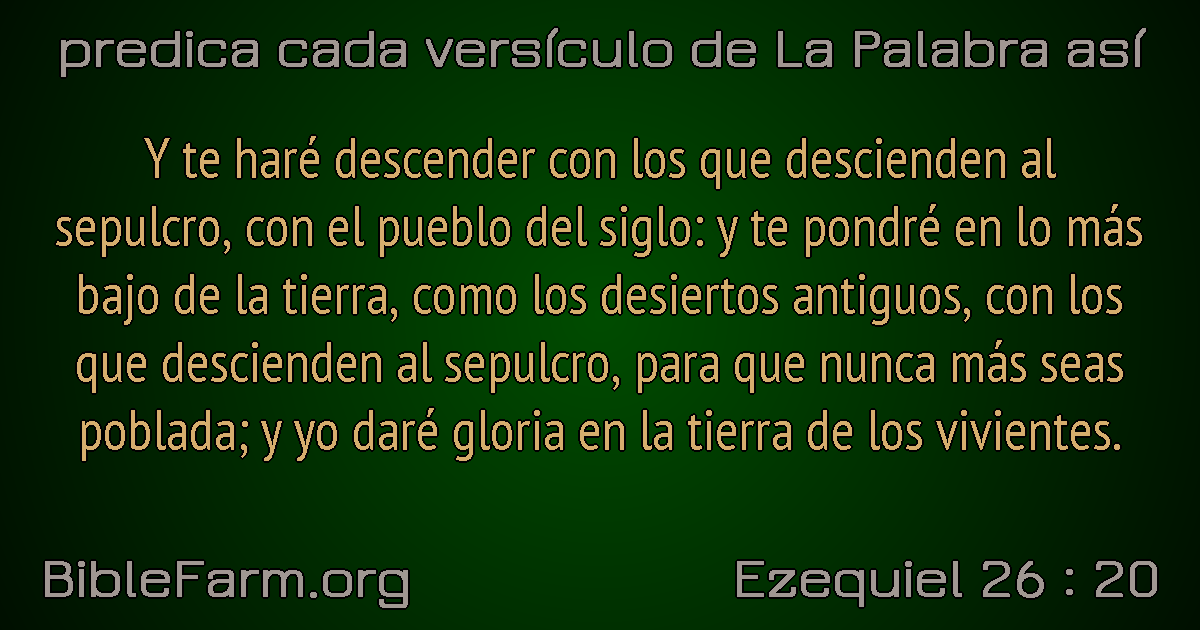 predica cada versículo de La Palabra así
Y te haré descender con los que descienden al
sepulcro, con el pueblo del siglo: y te pondré en lo más
bajo de la tierra, como los desiertos antiguos, con los
que descienden al sepulcro, para que nunca más seas
poblada; y yo daré gloria en la tierra de los vivientes.
BibleFarm.org
Ezequiel 26 : 20